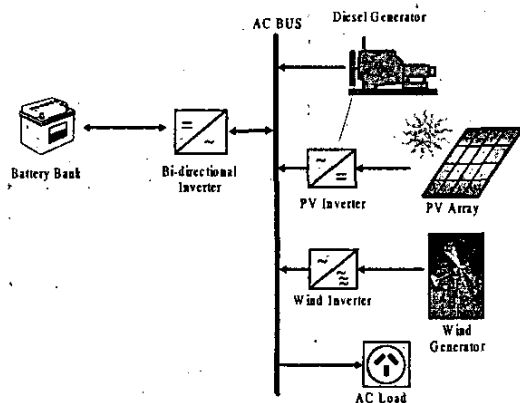 AC BUS
Diesel Generator
Battery Bank
Bi-directional
Inverter
PV Inverter
PV Array
Wind Inverter
Wind
Generator
AC Load